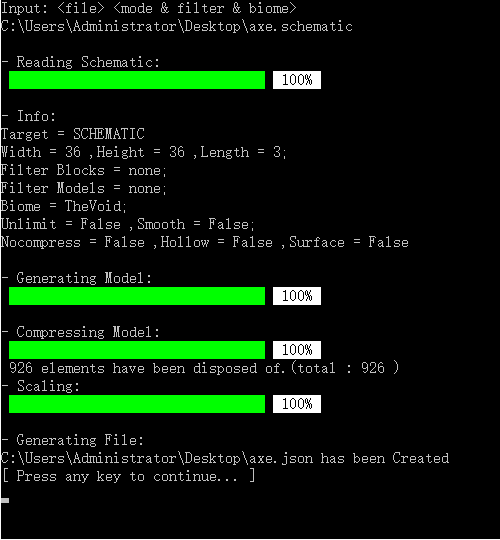 Input: <file> <mode & filter & biome>
C:\Users\Administrator\Desktop\axe.schematic
- Reading Schematic:
100%
- Info:
Target = SCHEMATIC
Width = 36 ,Height = 36 ,Length = 3;
Filter Blocks = none;
Filter Models = none;
Biome = TheVoid;
Unlimit = False ,Smooth = False;
Nocompress = False ,Hollow = False ,Surface = False
- Generating Model:
100%
- Compressing Model:
100%
926 elements have been disposed of.(total : 926 )
- Scaling:
100%
- Generating File:
C:\Users\Administrator\Desktop\axe.json has been Created
[ Press any key to continue... ]